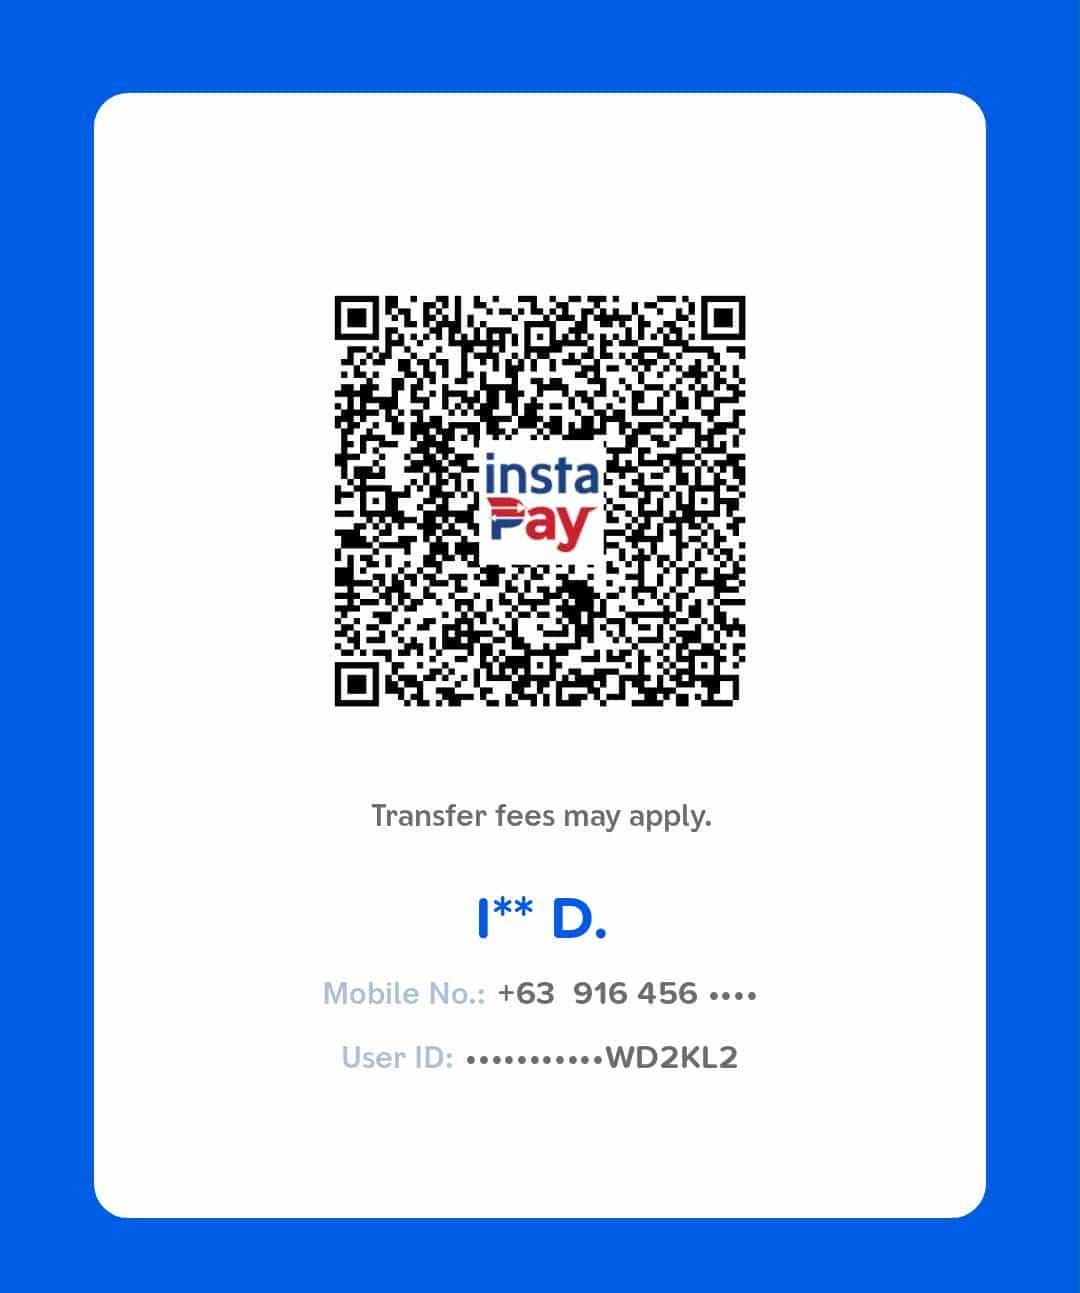 insta
Pay
Transfer fees may apply.
I** D.
Mobile No.: +63 916 456 ••••
User ID: •••••••••••WD2KL2